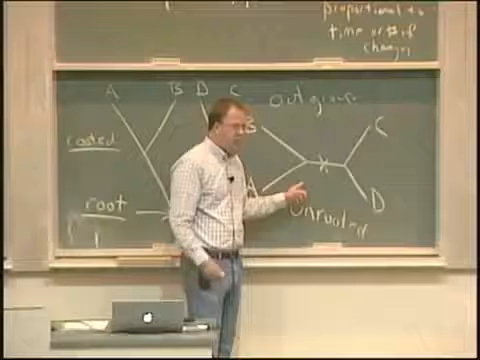 proportional to
time or # of
changes
A B D C
outgroup
rooted
B
C
root
A
D
Unrooted